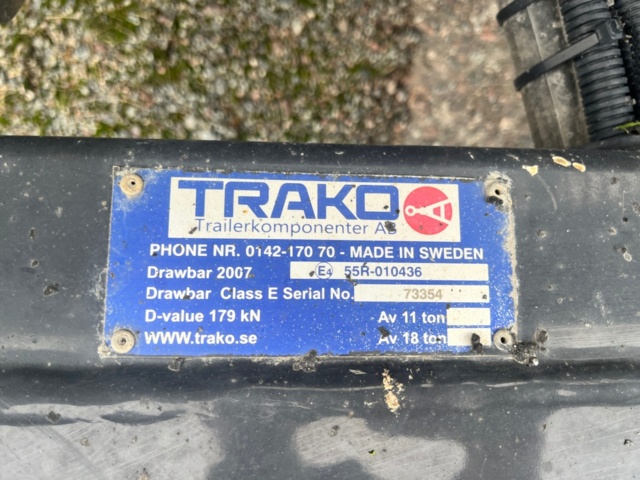 TRAKO
Trailerkomponenter AB
PHONE NR. 0142-170 70 - MADE IN SWEDEN
Drawbar 2007 E4 55R-010436
Drawbar Class E Serial No. 73354
D-value 179 kN Av 11 ton
WWW.trako.se Av 18 ton